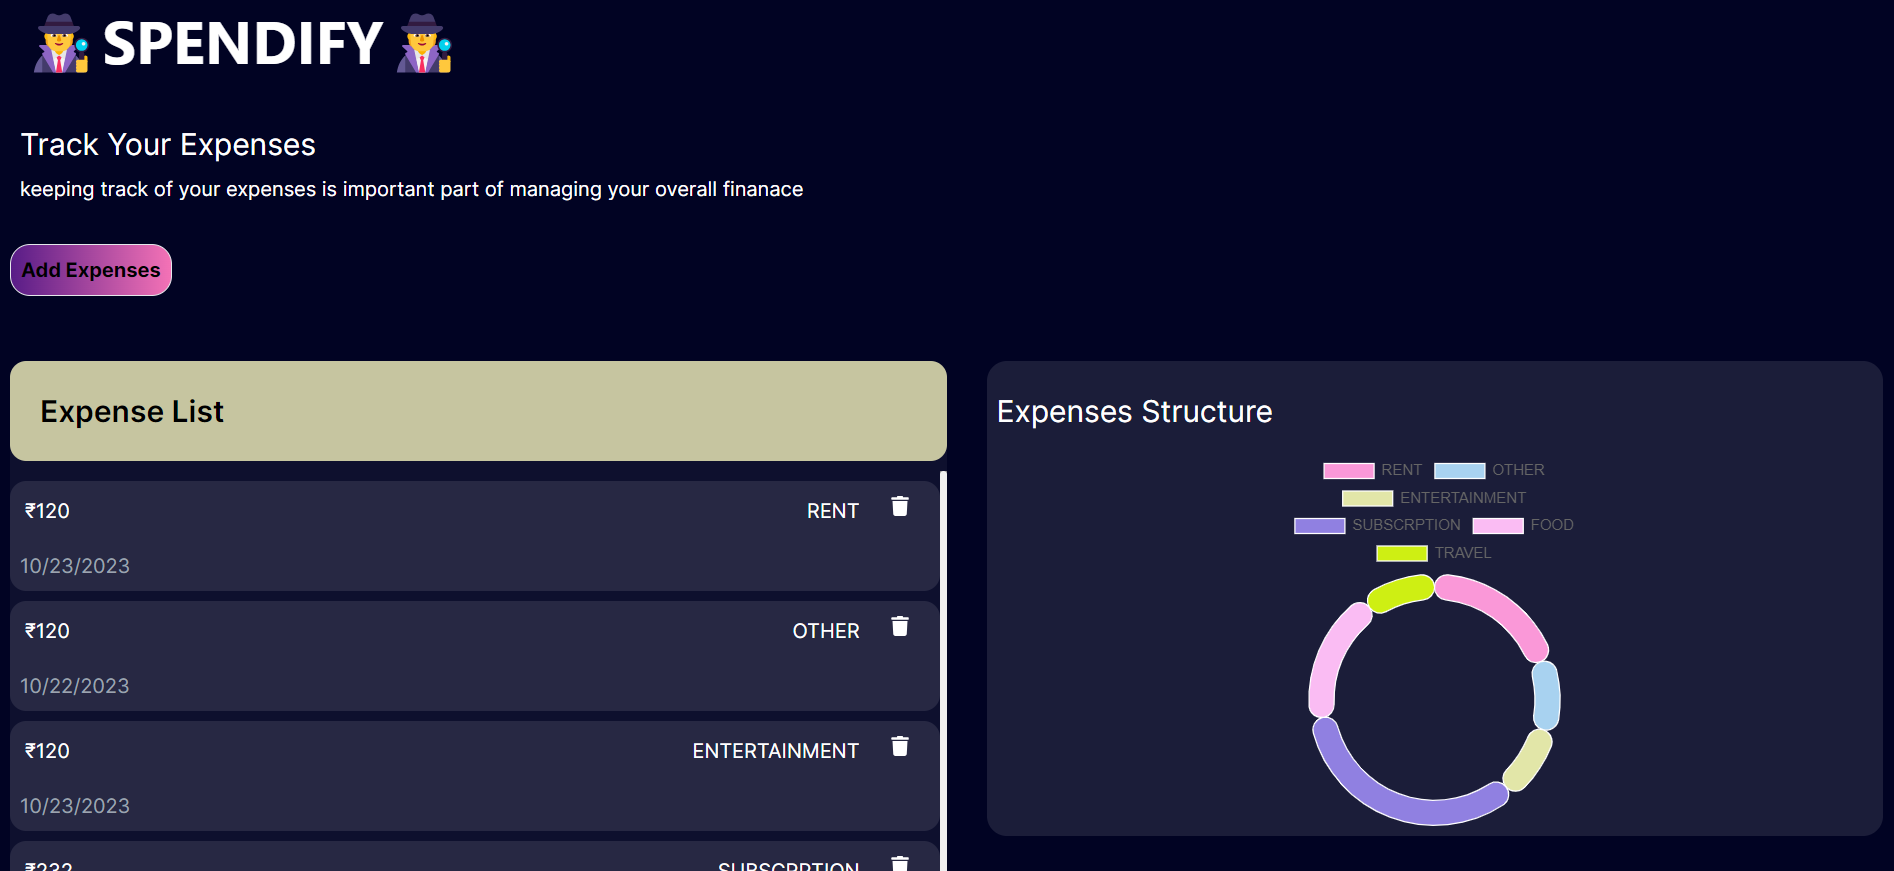 SPENDIFY
Track Your Expenses
keeping track of your expenses is important part of managing your overall finanace
Add Expenses
Expense List
₹120 RENT
10/23/2023
₹120 OTHER
10/22/2023
₹120 ENTERTAINMENT
10/23/2023
₹232 SUBSCRPTION
Expenses Structure
RENT OTHER
ENTERTAINMENT
SUBSCRPTION FOOD
TRAVEL